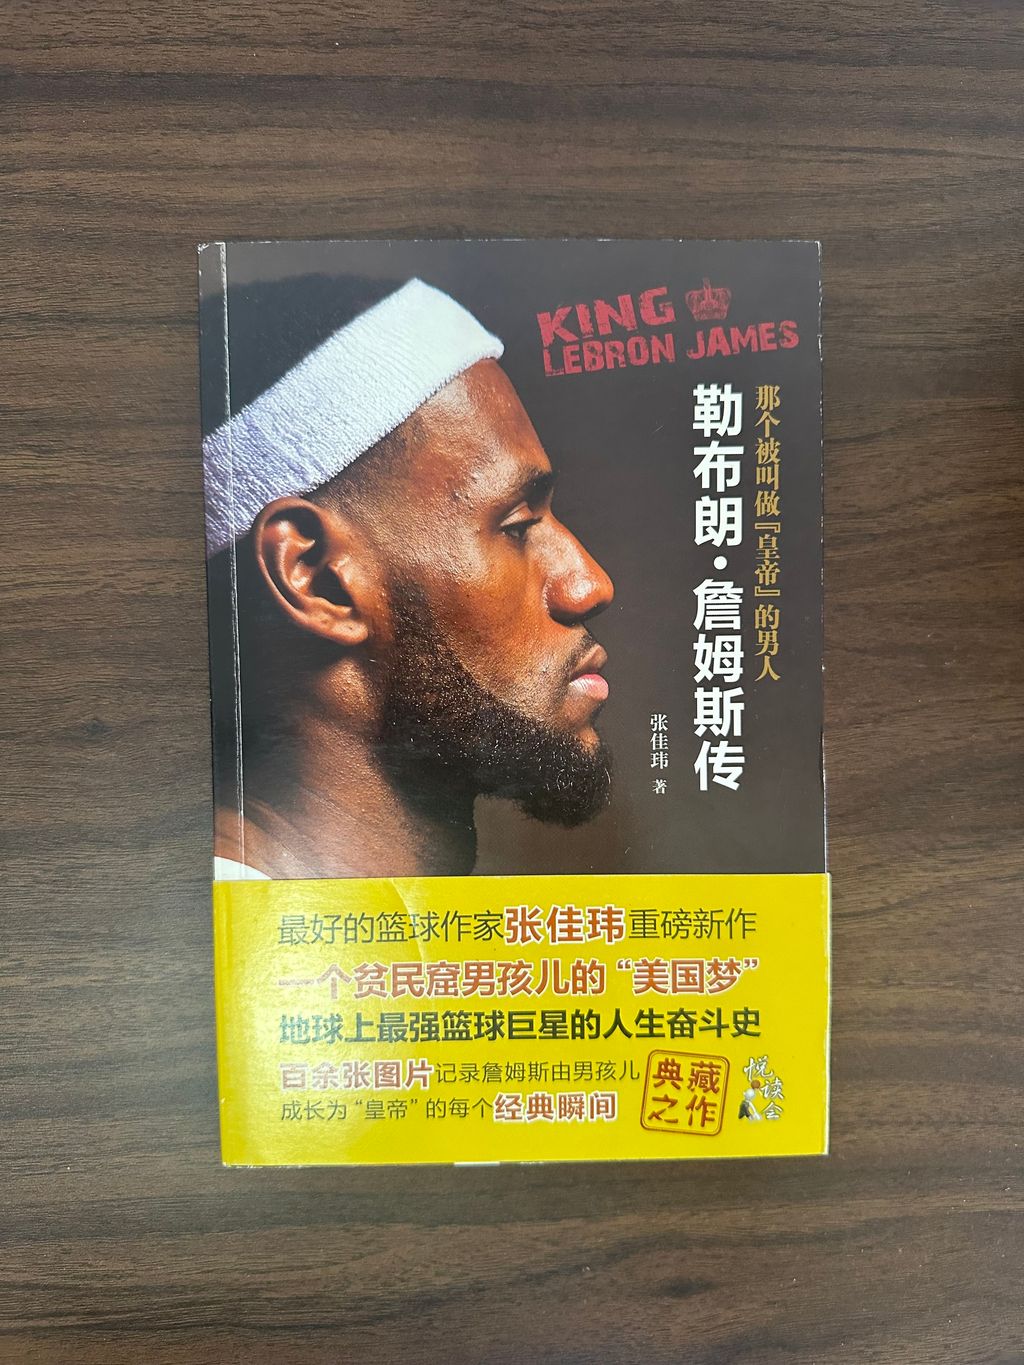 KING
LEBRON JAMES
那个被叫做『皇帝』的男人
勒布朗·詹姆斯传
张佳玮 著
最好的篮球作家张佳玮重磅新作
一个贫民窟男孩儿的“美国梦”
地球上最强篮球巨星的人生奋斗史
百余张图片记录詹姆斯由男孩儿
成长为“皇帝”的每个经典瞬间
典藏
之作
悦读会